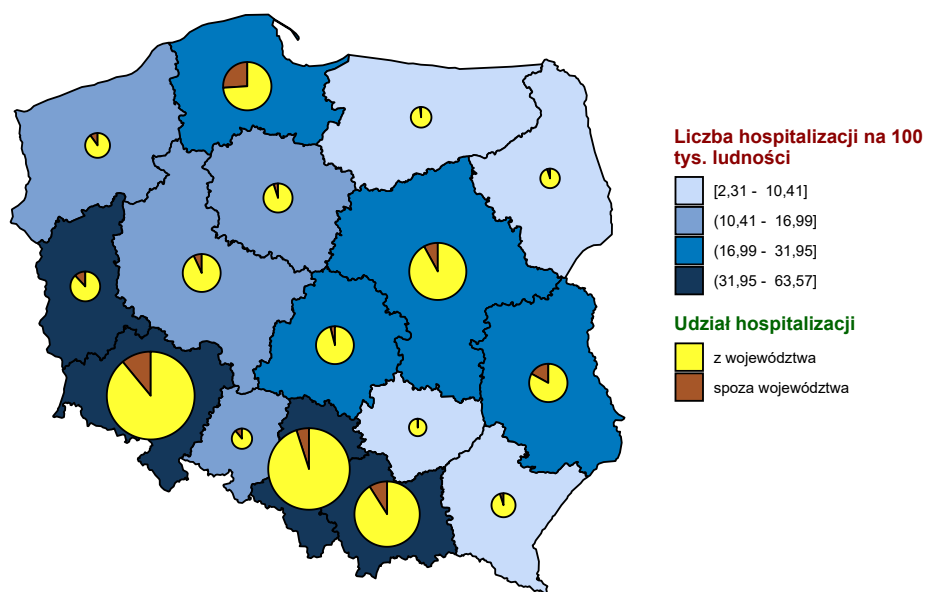 Liczba hospitalizacji na 100
tys. ludności
[2,31 - 10,41]
(10,41 - 16,99]
(16,99 - 31,95]
(31,95 - 63,57]
Udział hospitalizacji
z województwa
spoza województwa